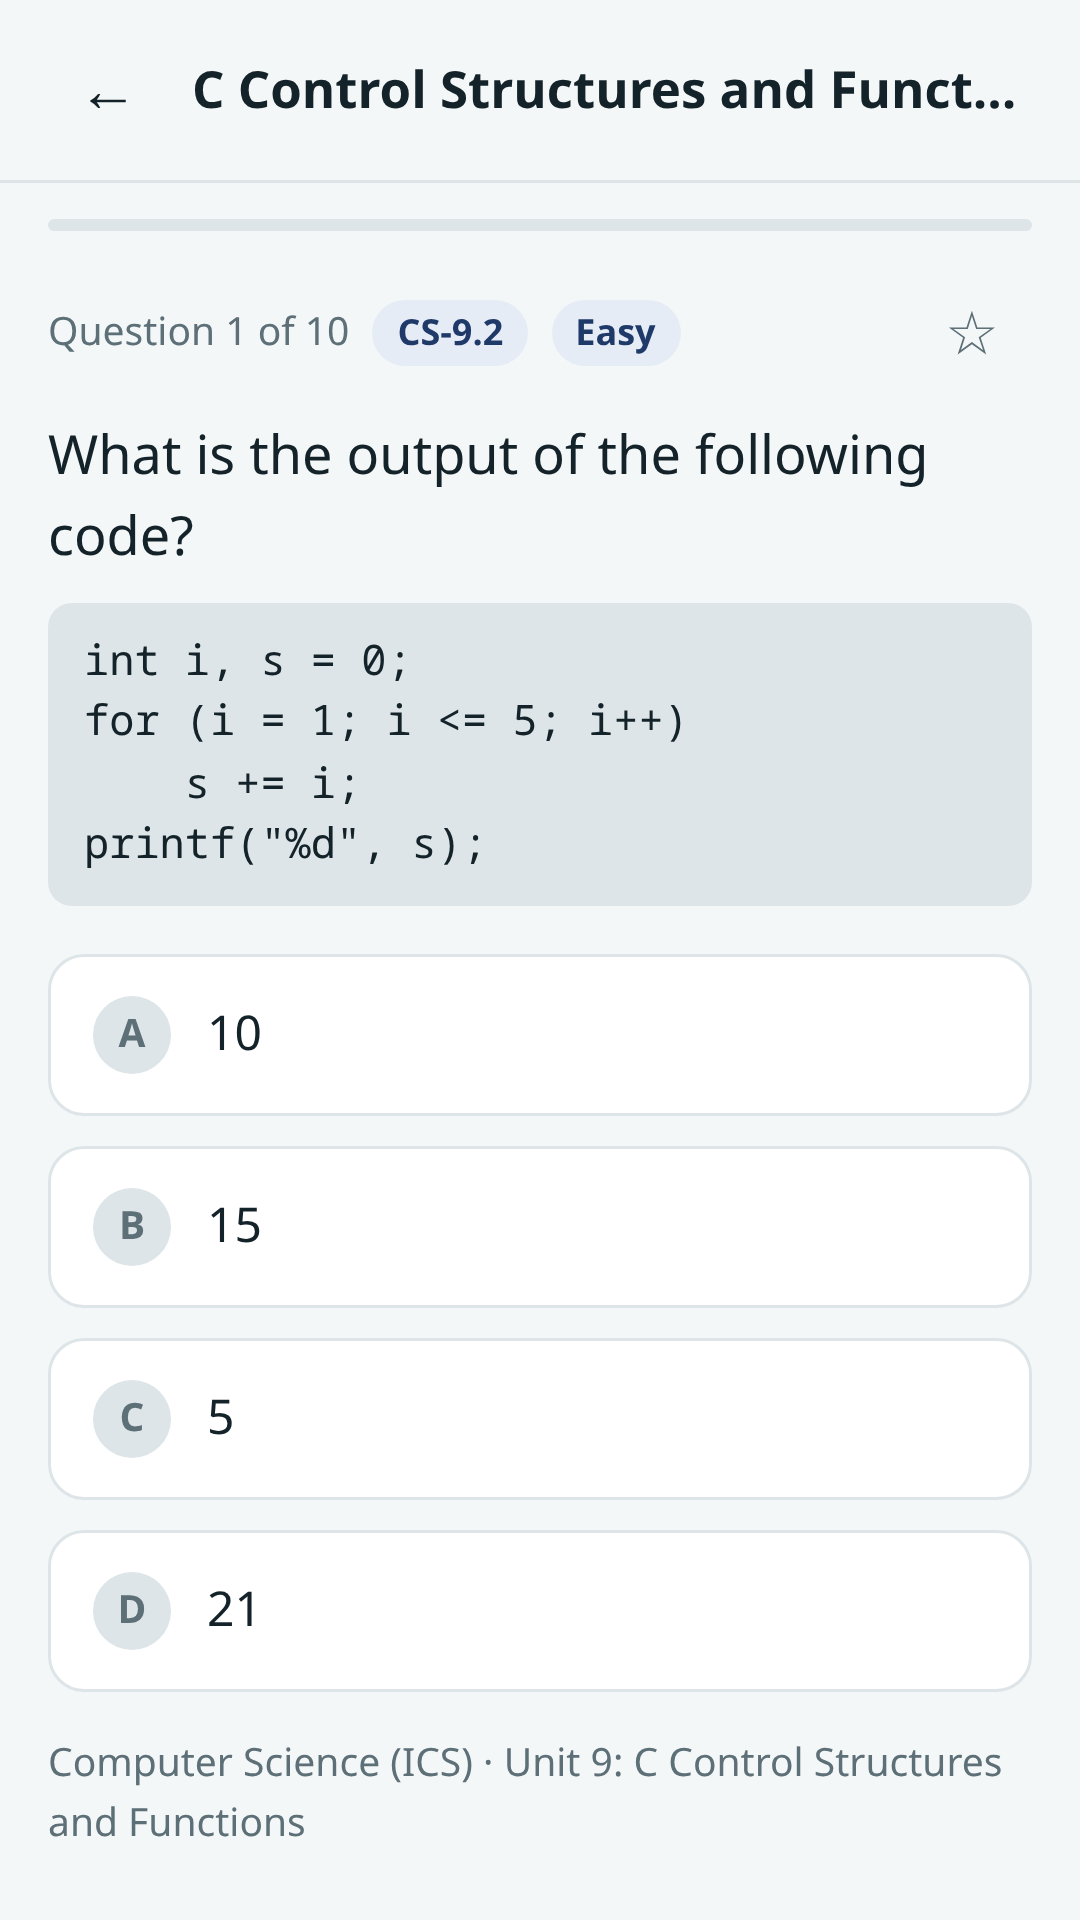 ← C Control Structures and Funct...
Question 1 of 10 CS-9.2 Easy ☆
What is the output of the following
code?
int i, s = 0;
for (i = 1; i <= 5; i++)
    s += i;
printf("%d", s);
A 10
B 15
C 5
D 21
Computer Science (ICS) · Unit 9: C Control Structures
and Functions